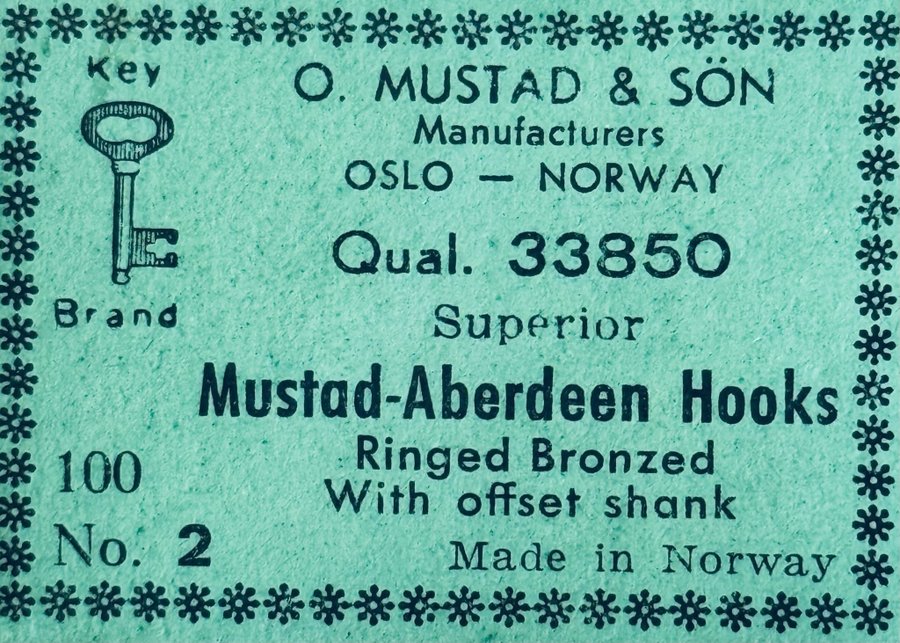 Key
Brand
O. MUSTAD & SÖN
Manufacturers
OSLO — NORWAY
Qual. 33850
Superior
Mustad-Aberdeen Hooks
Ringed Bronzed
With offset shank
100
No. 2
Made in Norway